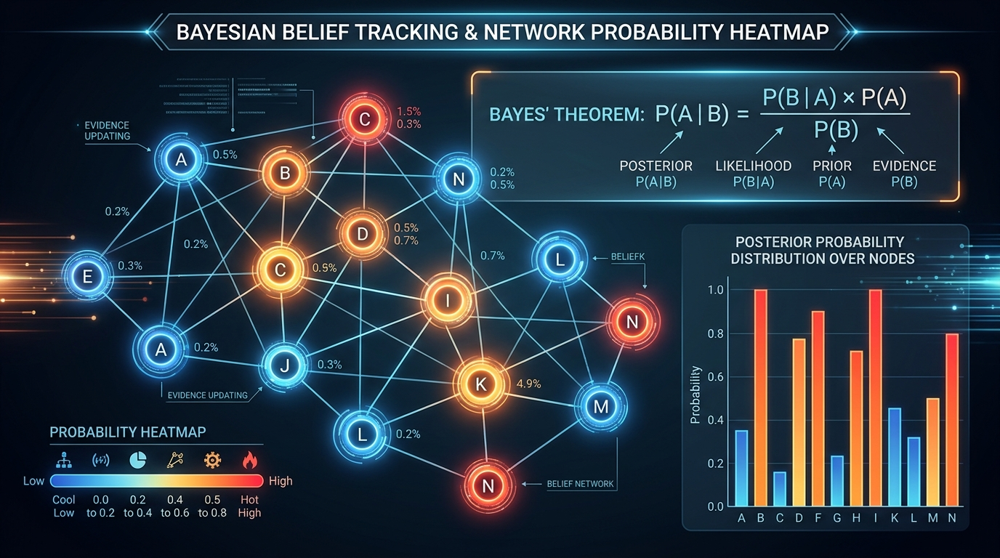 BAYESIAN BELIEF TRACKING & NETWORK PROBABILITY HEATMAP
BAYES' THEOREM: P(A|B) = P(B|A) × P(A)
P(B)
POSTERIOR
P(A|B)
LIKELIHOOD
P(B|A)
PRIOR
P(A)
EVIDENCE
P(B)
EVIDENCE
UPDATING
A
0.5%
B
C
1.5%
0.3%
N
0.2%
0.5%
0.2%
0.2%
D
0.5%
0.7%
0.7%
L
BELIEFK
E
0.3%
C
I
N
A
0.2%
J
0.3%
K
4.9%
M
EVIDENCE UPDATING
L
0.2%
N
BELIEF NETWORK
PROBABILITY HEATMAP
Low
High
Cool
Low
0.0
to 0.2
0.2
to 0.4
0.4
to 0.6
0.5
to 0.8
Hot
High
POSTERIOR PROBABILITY
DISTRIBUTION OVER NODES
Probability
1.0
0.8
0.6
0.4
0.2
0.0
A B C D F G H I K L M N